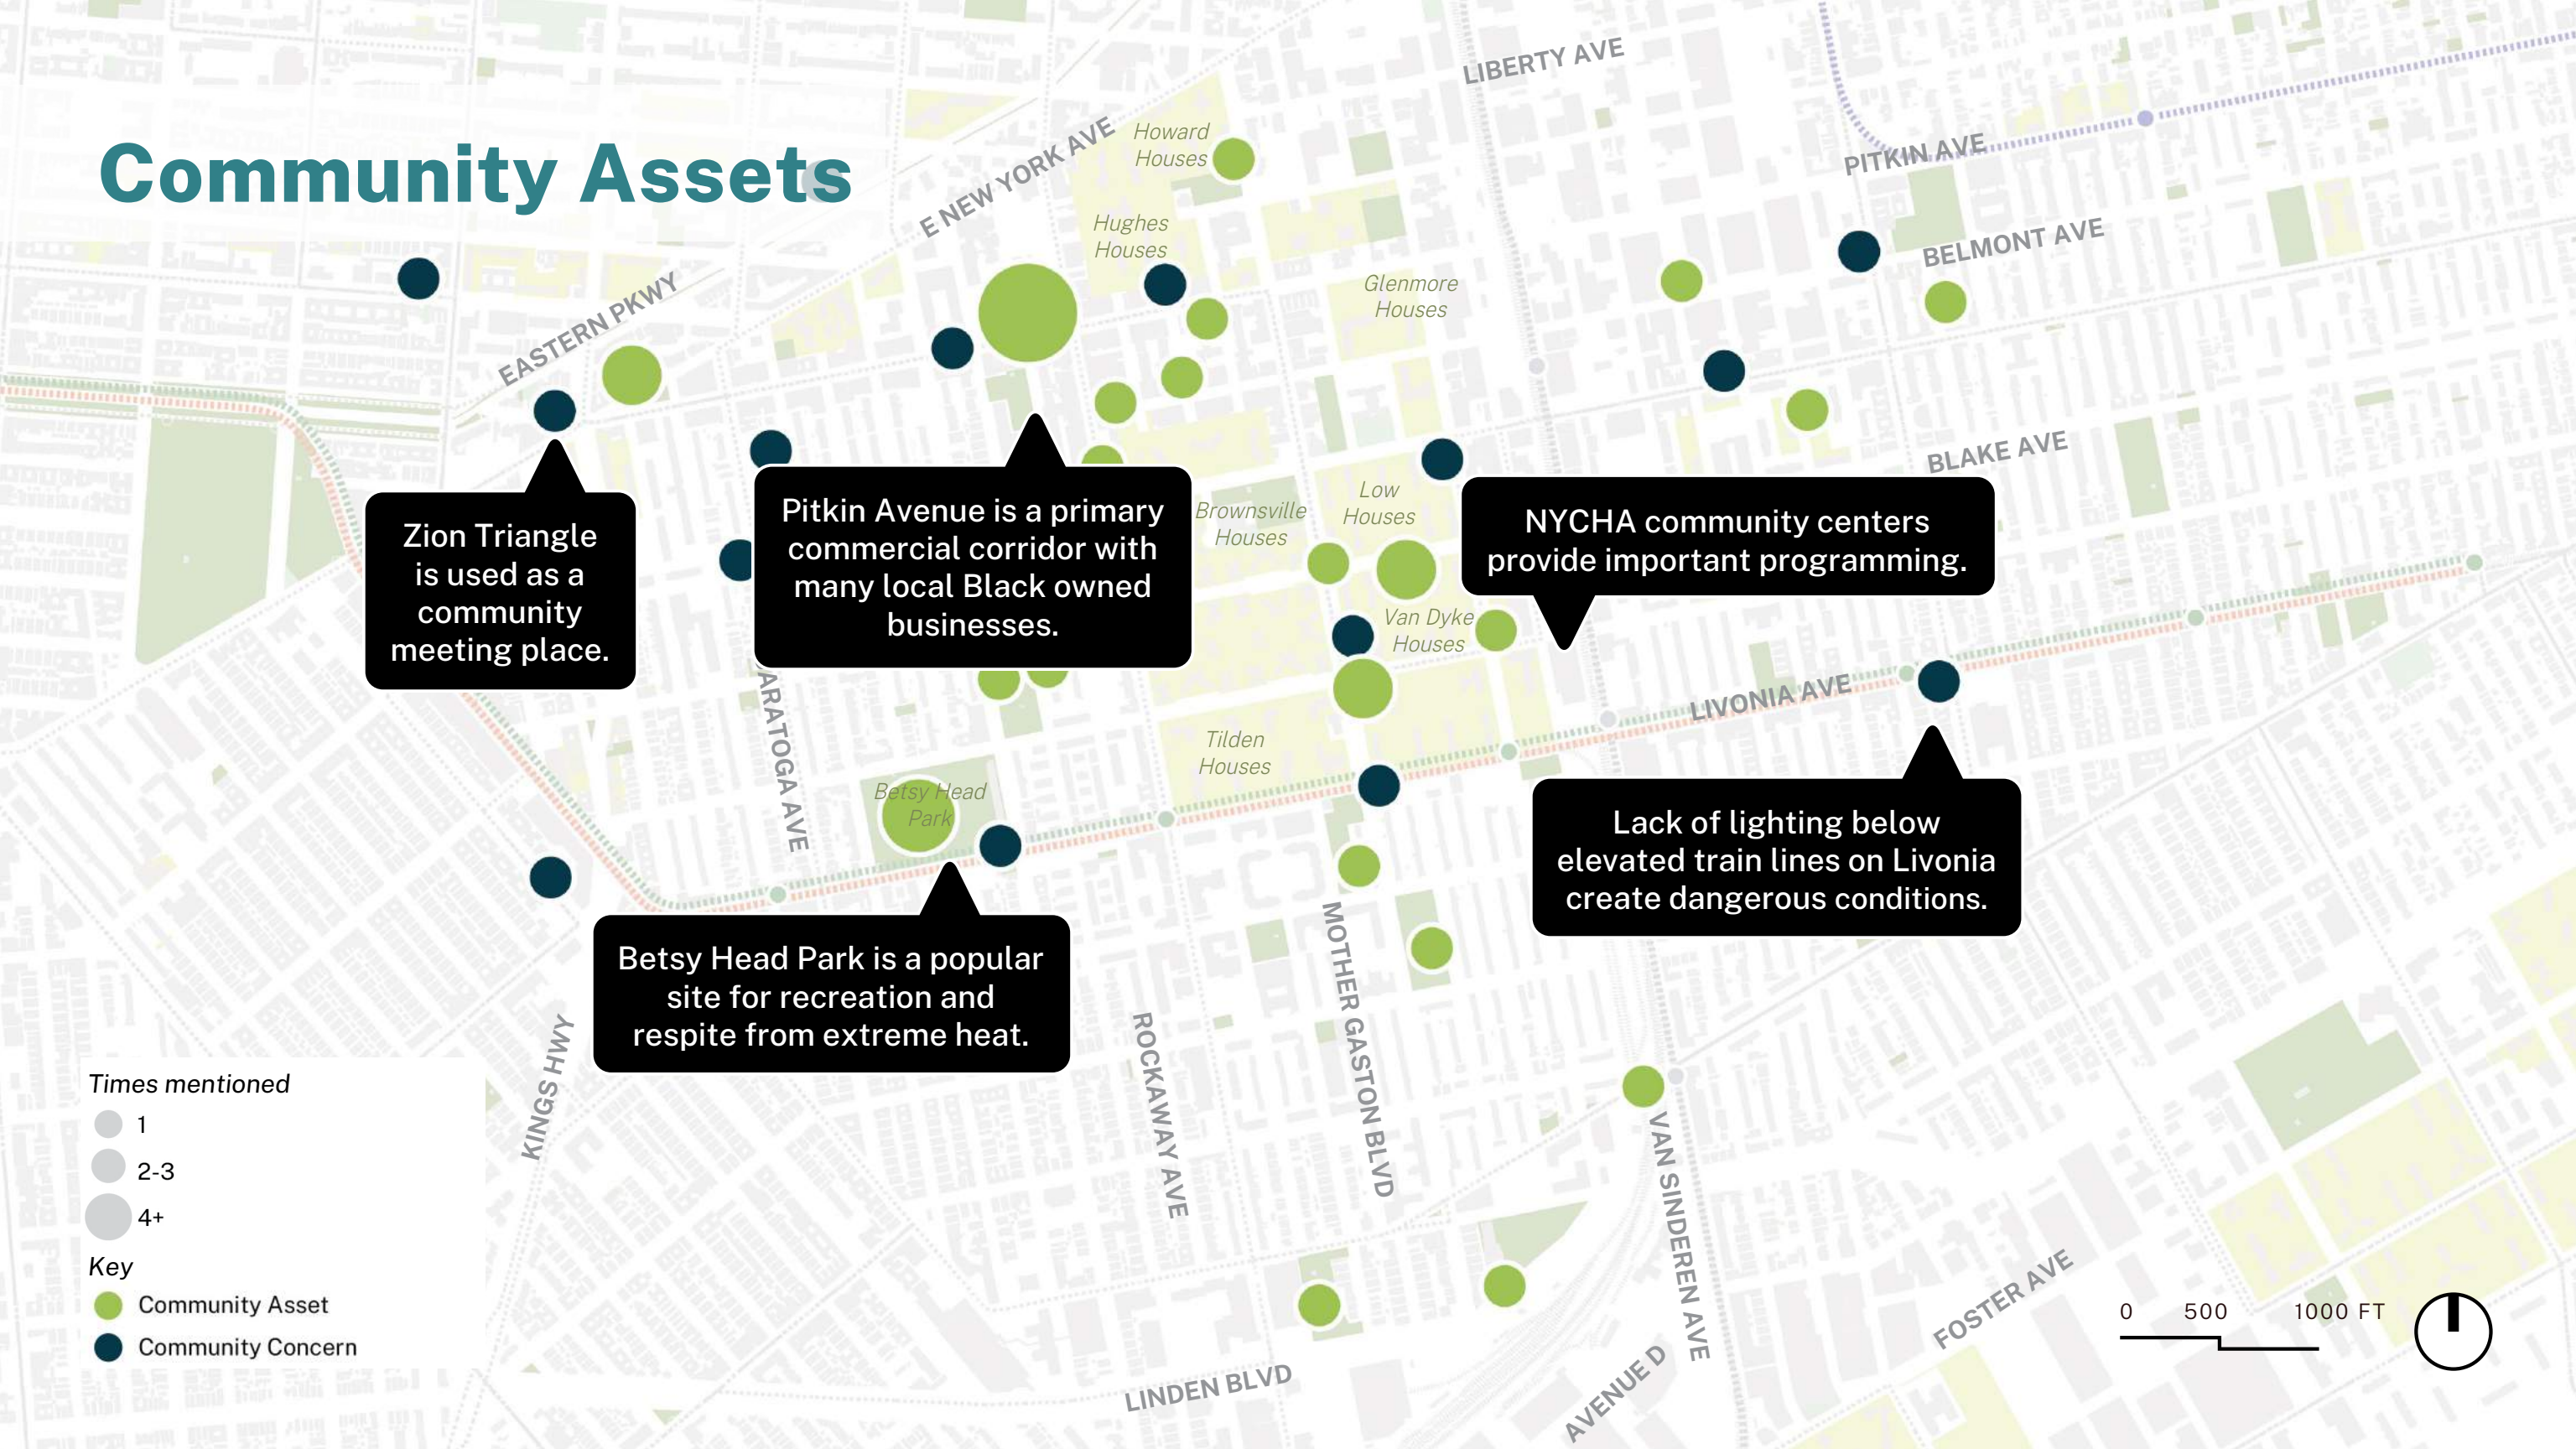 Community Assets
LIBERTY AVE
E NEW YORK AVE
Howard
Houses
PITKIN AVE
Hughes
Houses
BELMONT AVE
EASTERN PKWY
Glenmore
Houses
BLAKE AVE
Zion Triangle
is used as a
community
meeting place.
Pitkin Avenue is a primary
commercial corridor with
many local Black owned
businesses.
Brownsville
Houses
Low
Houses
NYCHA community centers
provide important programming.
Van Dyke
Houses
ARATOGA AVE
LIVONIA AVE
Tilden
Houses
Betsy Head
Park
Lack of lighting below
elevated train lines on Livonia
create dangerous conditions.
Betsy Head Park is a popular
site for recreation and
respite from extreme heat.
KINGS HWY
ROCKAWAY AVE
MOTHER GASTON BLVD
VAN SINDEREN AVE
FOSTER AVE
AVENUE D
LINDEN BLVD
Times mentioned
1
2-3
4+
Key
Community Asset
Community Concern
0 500 1000 FT